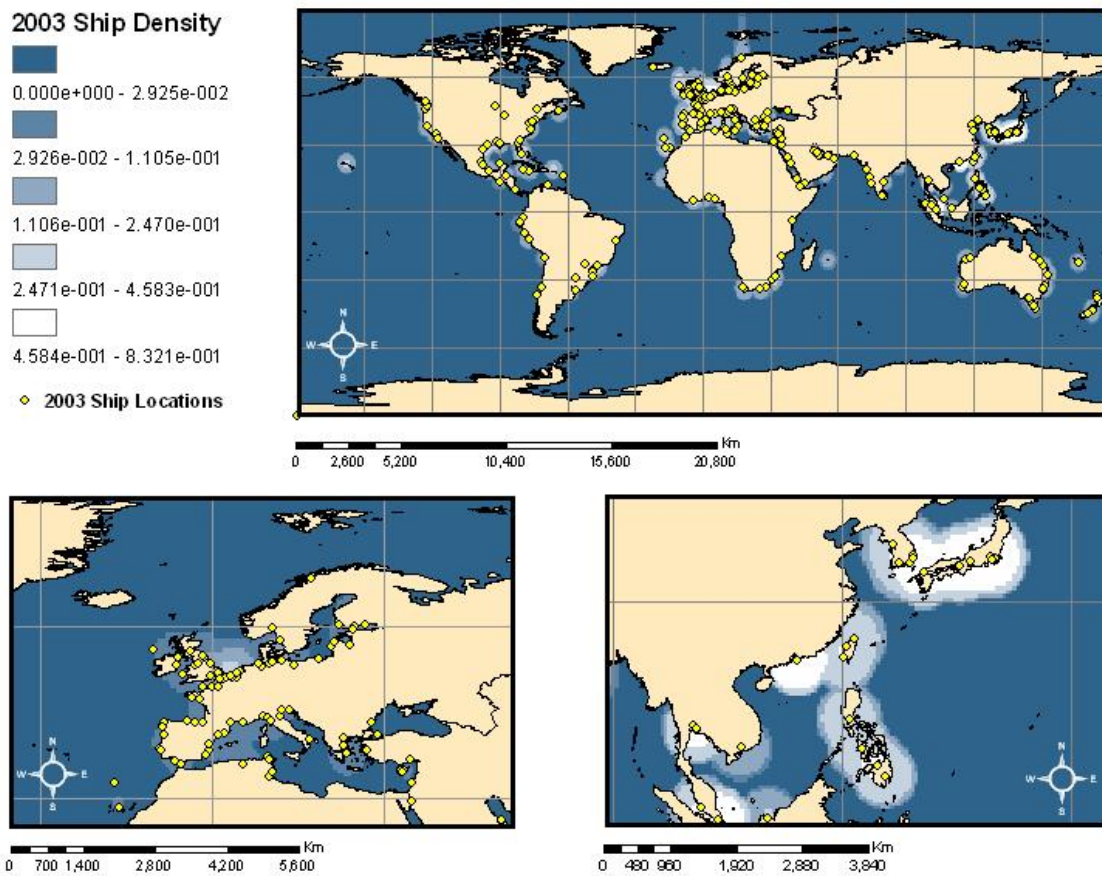 2003 Ship Density
0.000e+000 - 2.925e-002
2.926e-002 - 1.105e-001
1.106e-001 - 2.470e-001
2.471e-001 - 4.583e-001
4.584e-001 - 8.321e-001
2003 Ship Locations
N
W E
S
Km
0 2,600 5,200 10,400 15,600 20,800
N
W E
S
Km
0 700 1,400 2,800 4,200 5,600
N
W E
S
Km
0 480 960 1,920 2,880 3,840